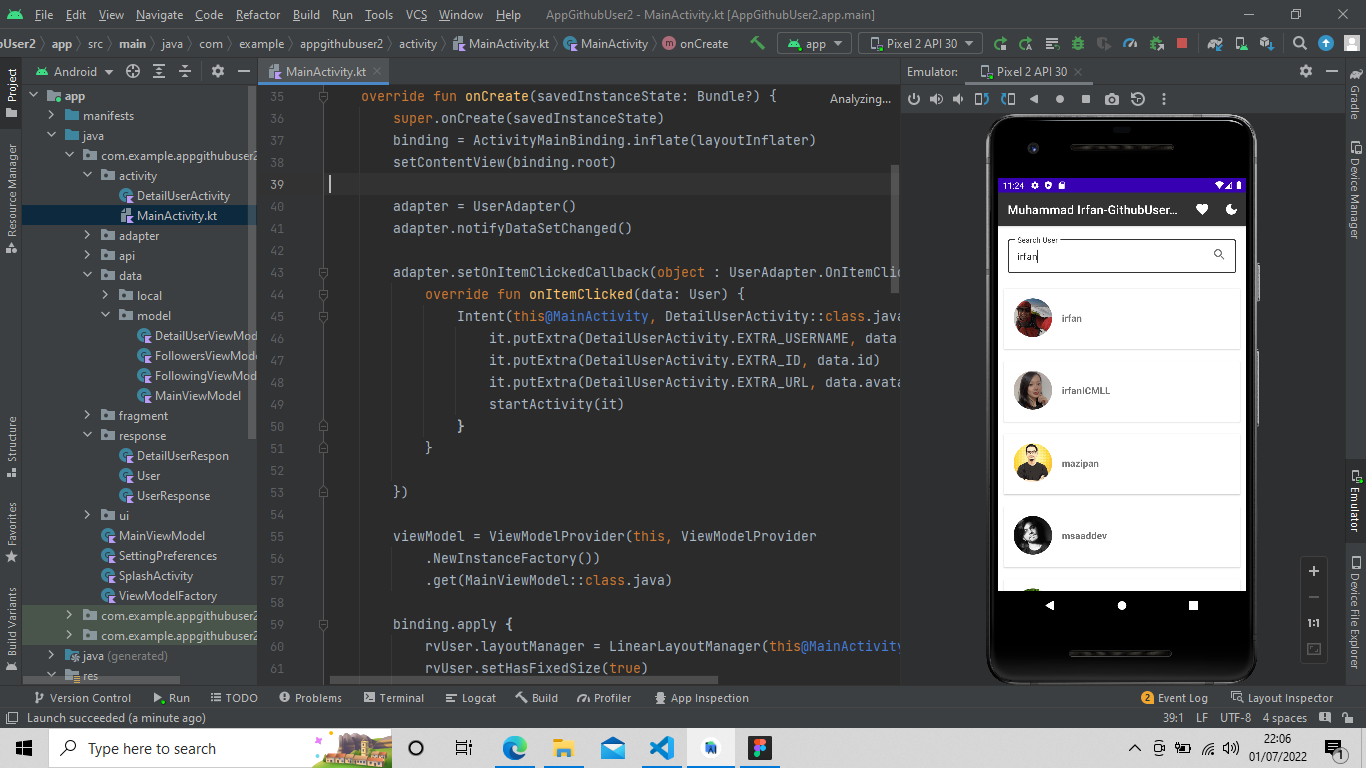 File Edit View Navigate Code Refactor Build Run Tools VCS Window Help AppGithubUser2 - MainActivity.kt [AppGithubUser2.app.main]
bUser2 app src main java com example appgithubuser2 activity MainActivity.kt MainActivity onCreate app Pixel 2 API 30
Project
Resource Manager
Structure
Favorites
Build Variants
Android
app
manifests
java
com.example.appgithubuser2
activity
DetailUserActivity
MainActivity.kt
adapter
api
data
local
model
DetailUserViewMod
FollowersViewMode
FollowingViewMod
MainViewModel
fragment
response
DetailUserRespon
User
UserResponse
ui
MainViewModel
SettingPreferences
SplashActivity
ViewModelFactory
com.example.appgithubuser2
com.example.appgithubuser2
java (generated)
res
MainActivity.kt
Analyzing...
35 override fun onCreate(savedInstanceState: Bundle?) {
36 super.onCreate(savedInstanceState)
37 binding = ActivityMainBinding.inflate(layoutInflater)
38 setContentView(binding.root)
39
40 adapter = UserAdapter()
41 adapter.notifyDataSetChanged()
42
43 adapter.setOnItemClickedCallback(object : UserAdapter.OnItemClic
44 override fun onItemClicked(data: User) {
45 Intent(this@MainActivity, DetailUserActivity::class.java
46 it.putExtra(DetailUserActivity.EXTRA_USERNAME, data.
47 it.putExtra(DetailUserActivity.EXTRA_ID, data.id)
48 it.putExtra(DetailUserActivity.EXTRA_URL, data.avata
49 startActivity(it)
50 }
51 }
52
53 })
54
55 viewModel = ViewModelProvider(this, ViewModelProvider
56 .NewInstanceFactory())
57 .get(MainViewModel::class.java)
58
59 binding.apply {
60 rvUser.layoutManager = LinearLayoutManager(this@MainActivity
61 rvUser.setHasFixedSize(true)
Emulator: Pixel 2 API 30
11:24
Muhammad Irfan-GithubUser...
Search User
irfan
irfan
irfanICMLL
mazipan
msaaddev
1:1
Gradle
Device Manager
Emulator
Device File Explorer
Version Control Run TODO Problems Terminal Logcat Build Profiler App Inspection 2 Event Log Layout Inspector
Launch succeeded (a minute ago) 39:1 LF UTF-8 4 spaces
Type here to search
22:06
01/07/2022
1